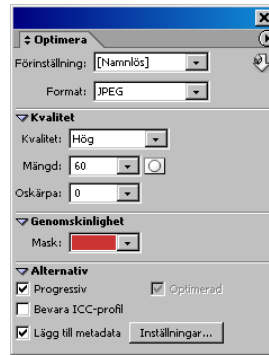 Optimera
Förinställning: [Namnlös]
Format: JPEG
Kvalitet
Kvalitet: Hög
Mängd: 60
Oskärpa: 0
Genomskinlighet
Mask:
Alternativ
Progressiv Optimerad
Bevara ICC-profil
Lägg till metadata Inställningar...